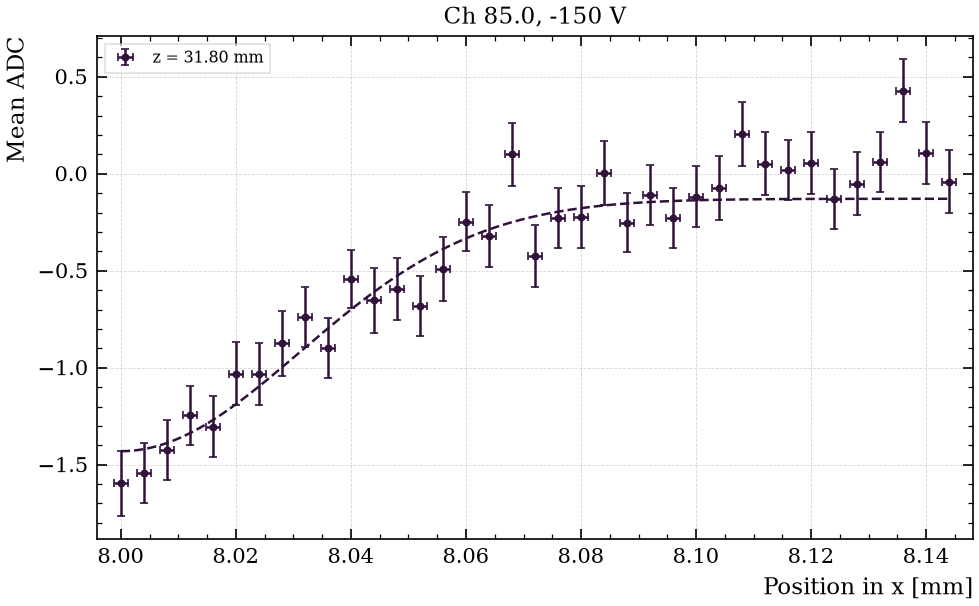 Ch 85.0, -150 V
Mean ADC
z = 31.80 mm
0.5
0.0
−0.5
−1.0
−1.5
8.00 8.02 8.04 8.06 8.08 8.10 8.12 8.14
Position in x [mm]